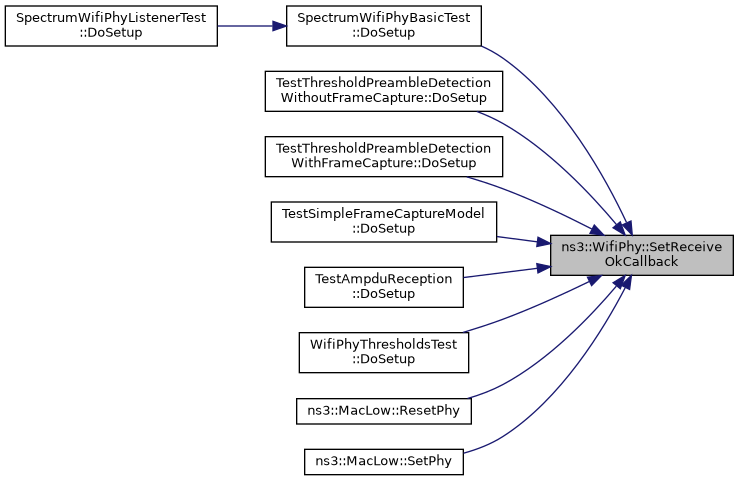 SpectrumWifiPhyListenerTest
::DoSetup
SpectrumWifiPhyBasicTest
::DoSetup
TestThresholdPreambleDetection
WithoutFrameCapture::DoSetup
TestThresholdPreambleDetection
WithFrameCapture::DoSetup
TestSimpleFrameCaptureModel
::DoSetup
ns3::WifiPhy::SetReceive
OkCallback
TestAmpduReception
::DoSetup
WifiPhyThresholdsTest
::DoSetup
ns3::MacLow::ResetPhy
ns3::MacLow::SetPhy